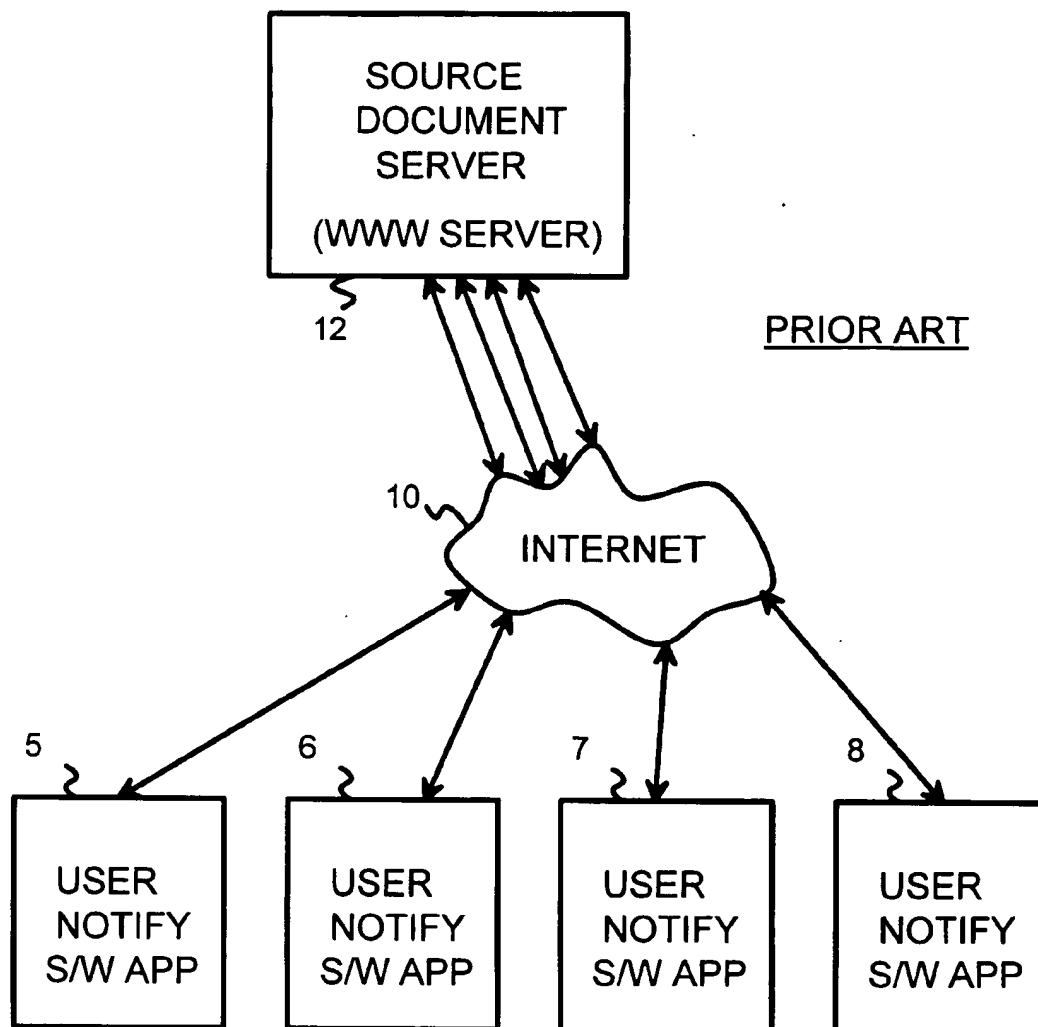 SOURCE
DOCUMENT
SERVER
(WWW SERVER)
12
PRIOR ART
10
INTERNET
5
6
7
8
USER
NOTIFY
S/W APP
USER
NOTIFY
S/W APP
USER
NOTIFY
S/W APP
USER
NOTIFY
S/W APP